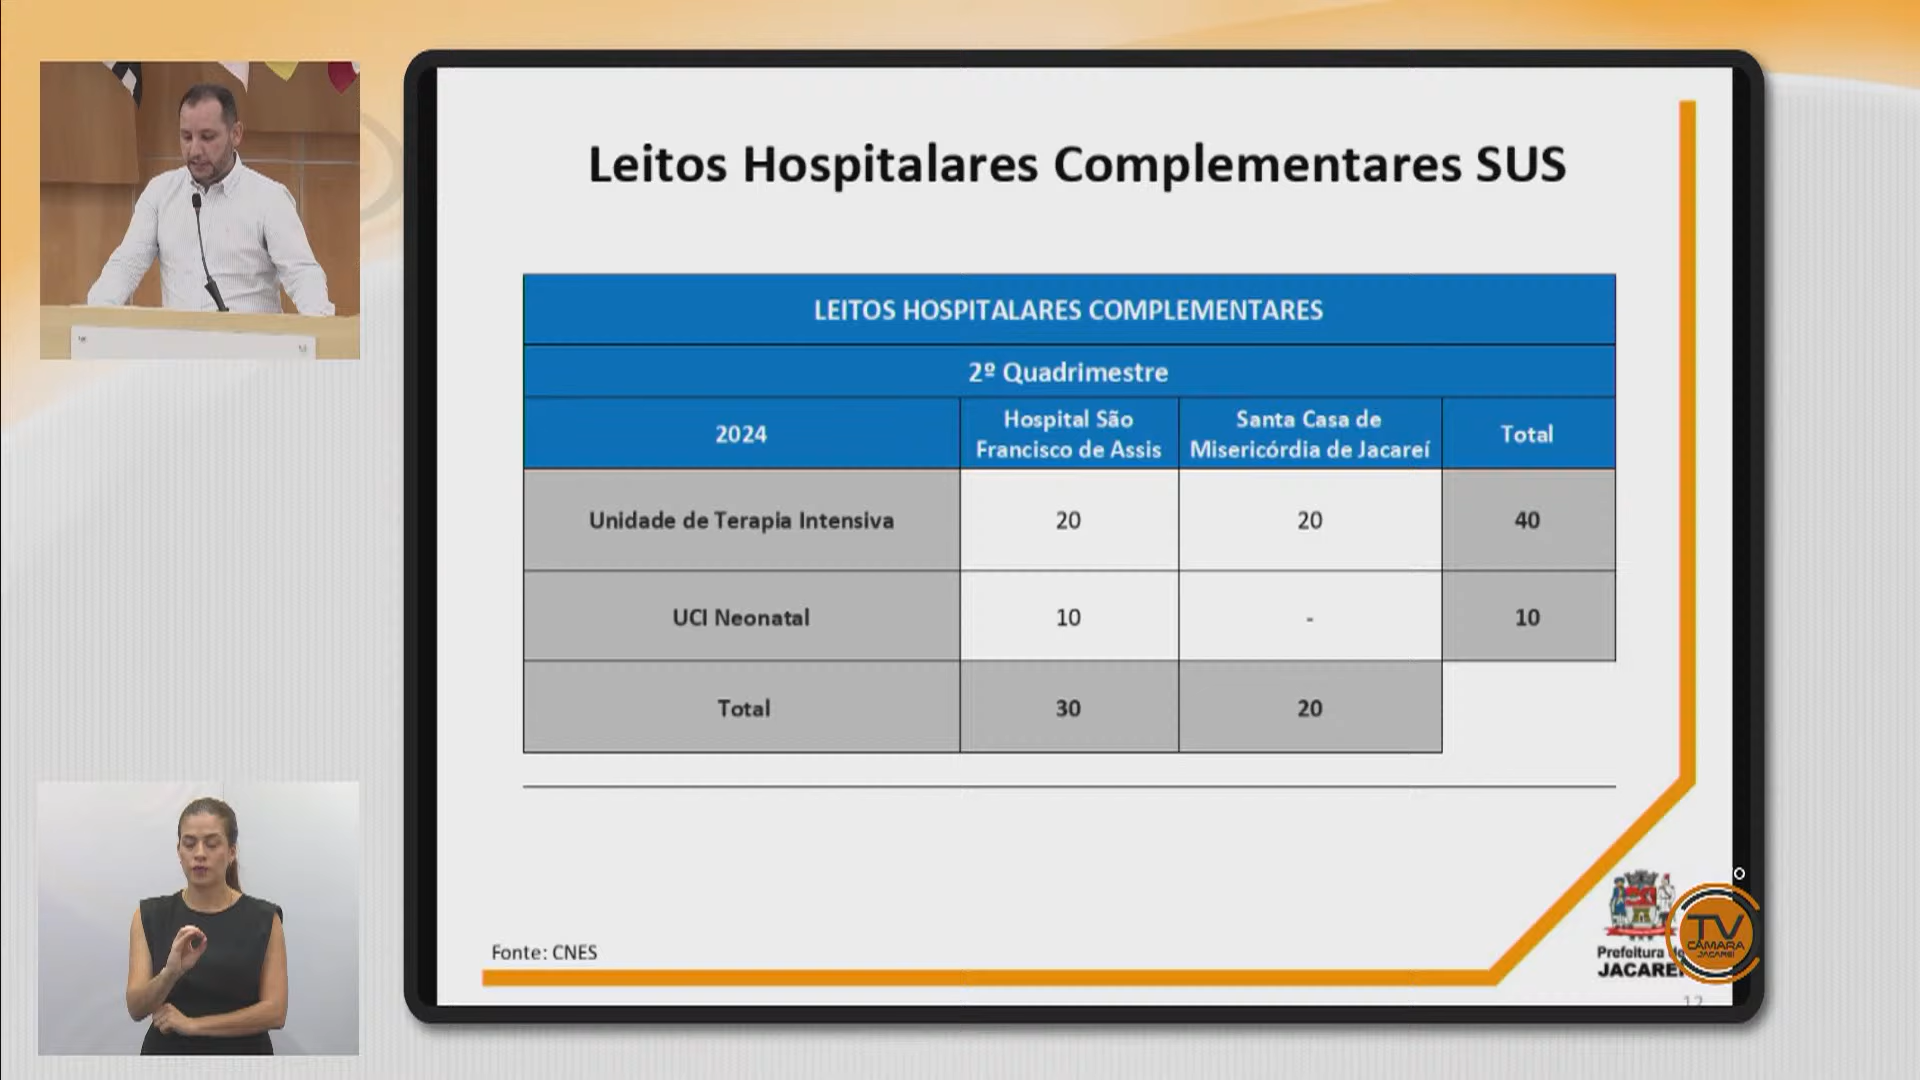 Leitos Hospitalares Complementares SUS
LEITOS HOSPITALARES COMPLEMENTARES
2º Quadrimestre
2024
Hospital São
Francisco de Assis
Santa Casa de
Misericórdia de Jacareí
Total
Unidade de Terapia Intensiva
20
20
40
UCI Neonatal
10
-
10
Total
30
20
Fonte: CNES
Prefeitura
JACAREÍ
TV
CÂMARA
JACAREÍ
12